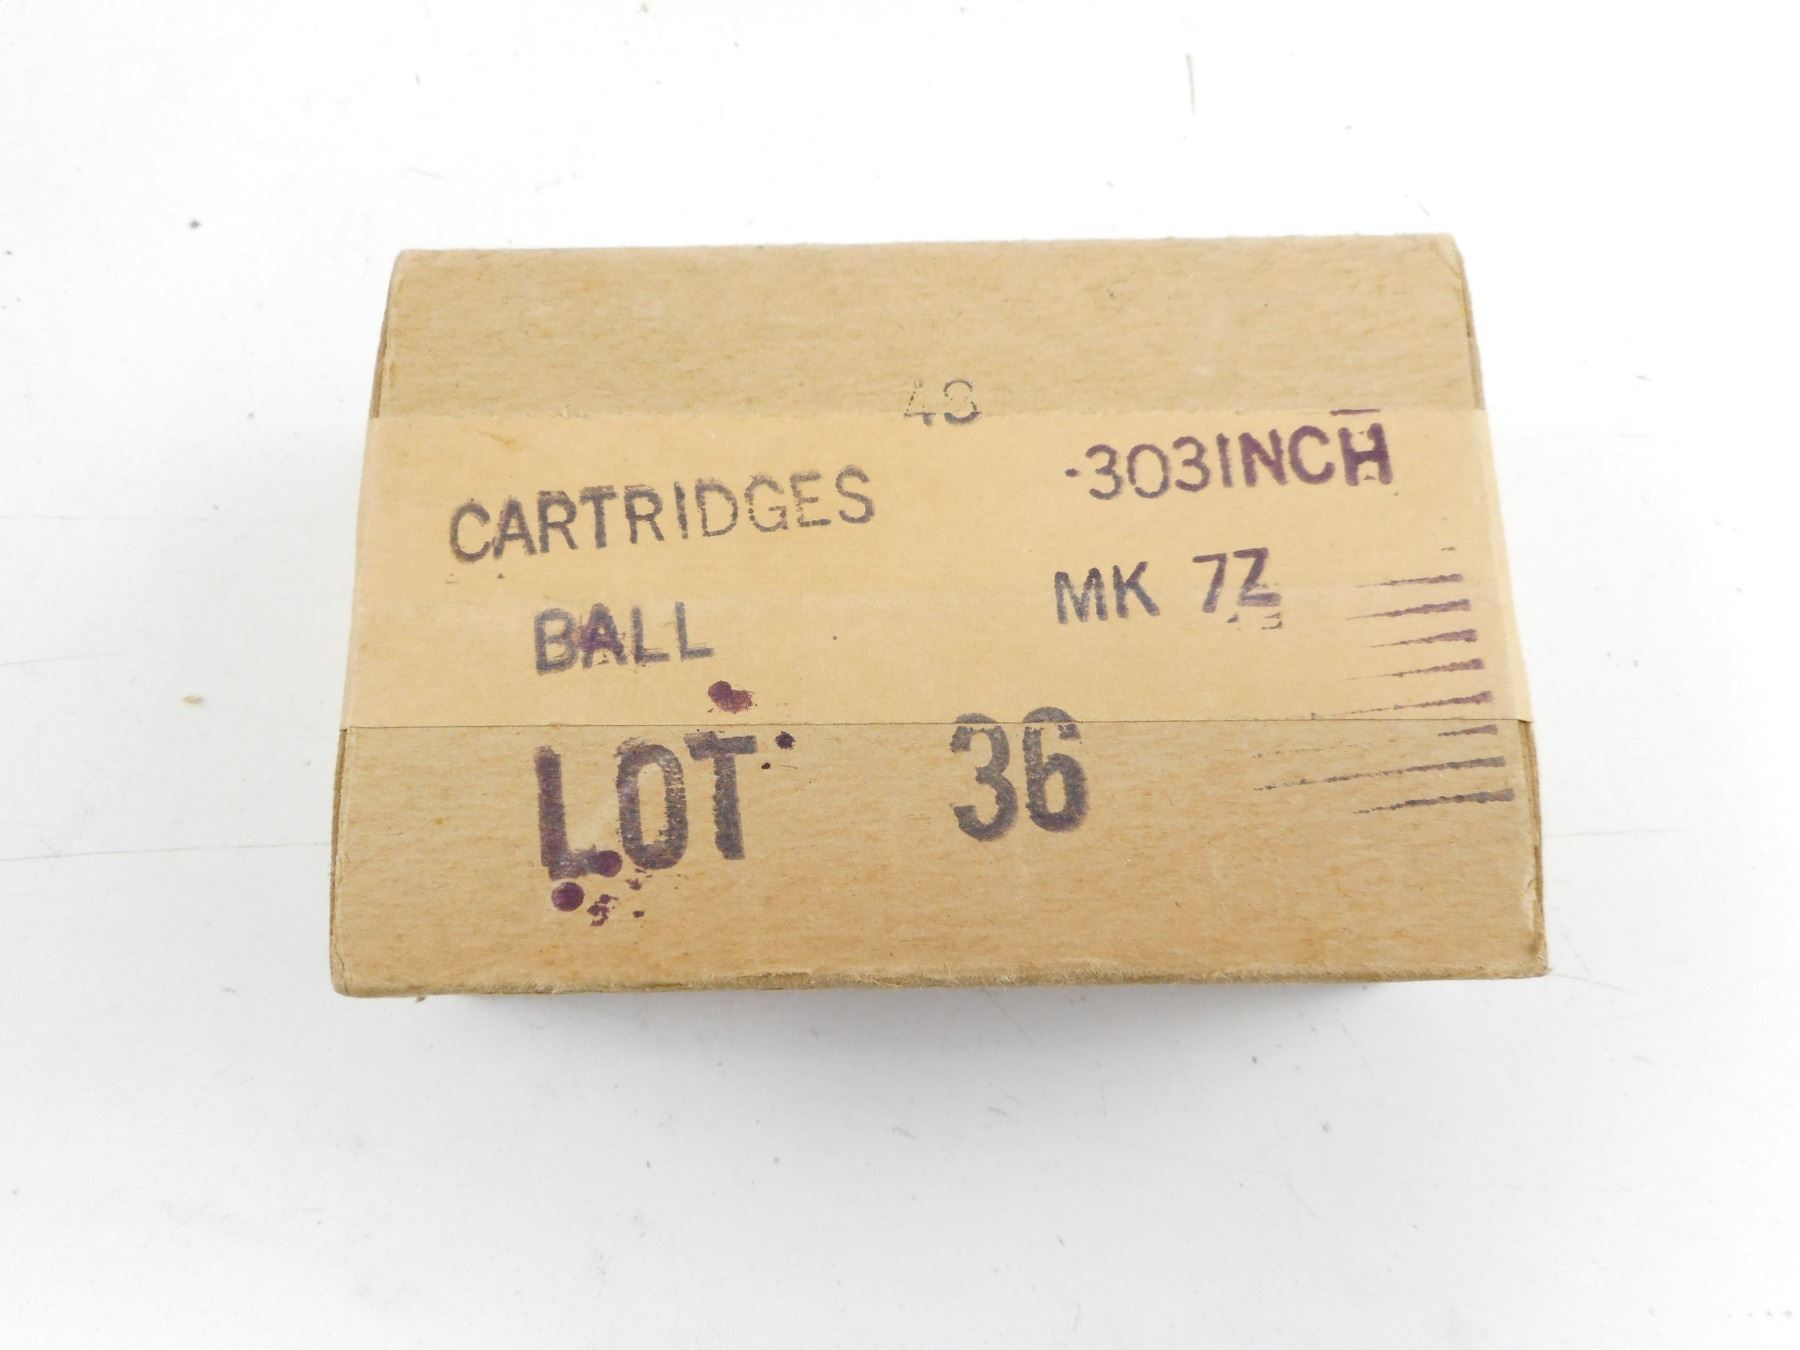 48
CARTRIDGES .303INCH
BALL MK 7Z
LOT 36